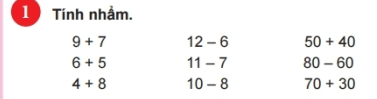 1 Tính nhẩm.
9 + 7 12 – 6 50 + 40
6 + 5 11 – 7 80 – 60
4 + 8 10 – 8 70 + 30